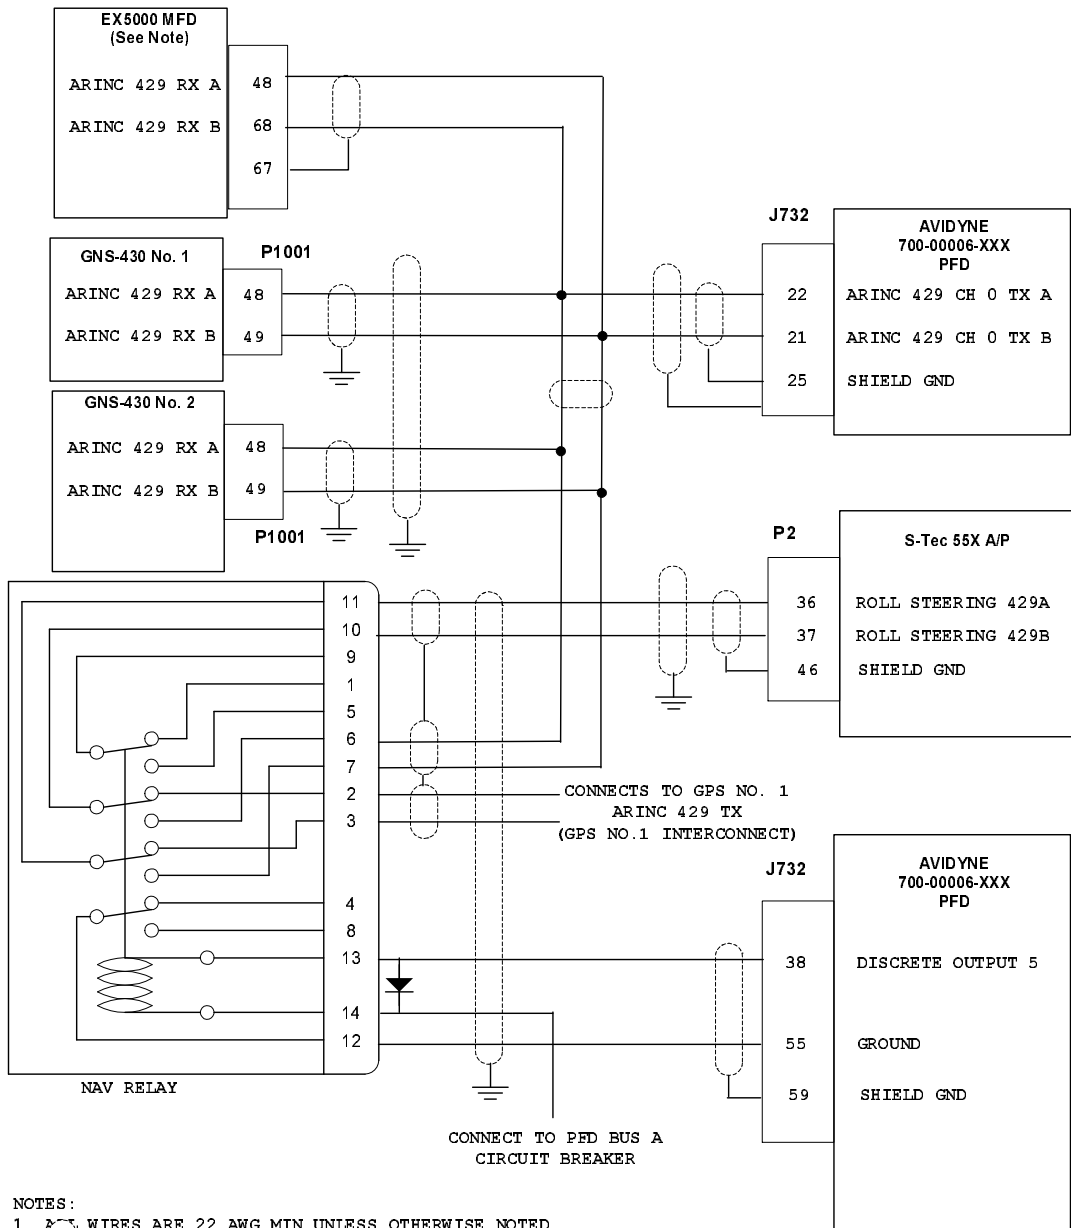 EX5000 MFD
(See Note)
ARINC 429 RX A 48
ARINC 429 RX B 68
67
GNS-430 No. 1
P1001
ARINC 429 RX A 48
ARINC 429 RX B 49
GNS-430 No. 2
ARINC 429 RX A 48
ARINC 429 RX B 49
P1001
J732
AVIDYNE
700-00006-XXX
PFD
22 ARINC 429 CH 0 TX A
21 ARINC 429 CH 0 TX B
25 SHIELD GND
P2
S-Tec 55X A/P
36 ROLL STEERING 429A
37 ROLL STEERING 429B
46 SHIELD GND
11
10
9
1
5
6
7
2
3
4
8
13
14
12
NAV RELAY
CONNECTS TO GPS NO. 1
ARINC 429 TX
(GPS NO.1 INTERCONNECT)
J732
AVIDYNE
700-00006-XXX
PFD
38 DISCRETE OUTPUT 5
55 GROUND
59 SHIELD GND
CONNECT TO PFD BUS A
CIRCUIT BREAKER
NOTES:
1 WIRES ARE 22 AWG MIN UNLESS OTHERWISE NOTED